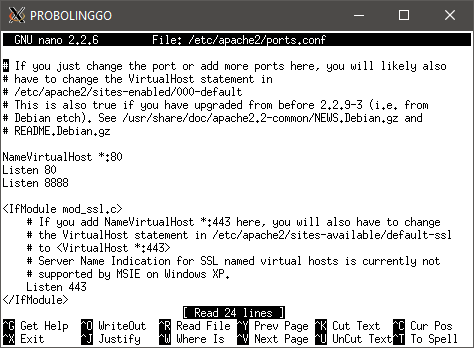 PROBOLINGGO
GNU nano 2.2.6 File: /etc/apache2/ports.conf
# If you just change the port or add more ports here, you will likely also
# have to change the VirtualHost statement in
# /etc/apache2/sites-enabled/000-default
# This is also true if you have upgraded from before 2.2.9-3 (i.e. from
# Debian etch). See /usr/share/doc/apache2.2-common/NEWS.Debian.gz and
# README.Debian.gz
NameVirtualHost *:80
Listen 80
Listen 8888
<IfModule mod_ssl.c>
# If you add NameVirtualHost *:443 here, you will also have to change
# the VirtualHost statement in /etc/apache2/sites-available/default-ssl
# to <VirtualHost *:443>
# Server Name Indication for SSL named virtual hosts is currently not
# supported by MSIE on Windows XP.
Listen 443
</IfModule>
[ Read 24 lines ]
^G Get Help ^O WriteOut ^R Read File ^Y Prev Page ^K Cut Text ^C Cur Pos
^X Exit ^J Justify ^W Where Is ^V Next Page ^U UnCut Text ^T To Spell